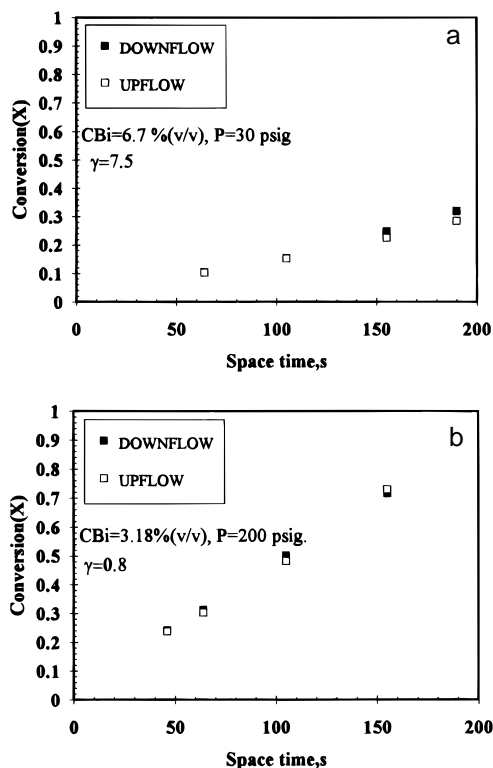 a
1
0.9
0.8
0.7
0.6
0.5
0.4
0.3
0.2
0.1
0
Conversion(X)
DOWNFLOW
UPFLOW
CBi=6.7 %(v/v), P=30 psig
γ=7.5
0 50 100 150 200
Space time,s
b
1
0.9
0.8
0.7
0.6
0.5
0.4
0.3
0.2
0.1
0
Conversion(X)
DOWNFLOW
UPFLOW
CBi=3.18%(v/v), P=200 psig.
γ=0.8
0 50 100 150 200
Space time,s